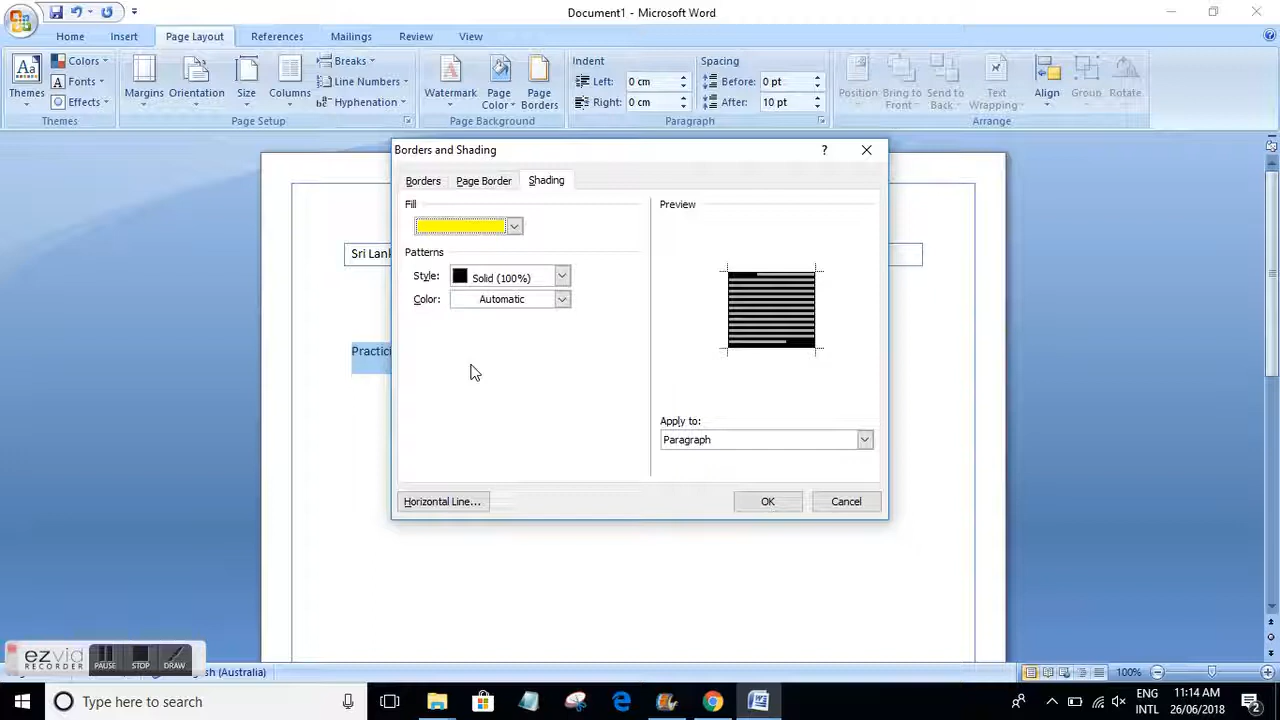 Document1 - Microsoft Word
Home Insert Page Layout References Mailings Review View
Themes
Colors
Fonts
Effects
Themes
Margins
Orientation
Size
Columns
Breaks
Line Numbers
Hyphenation
Page Setup
Watermark
Page Color
Page Borders
Page Background
Indent
Left: 0 cm
Right: 0 cm
Spacing
Before: 0 pt
After: 10 pt
Paragraph
Position
Bring to Front
Send to Back
Text Wrapping
Align
Group
Rotate
Arrange
Borders and Shading
? 
Borders Page Border Shading
Fill
Patterns
Style: Solid (100%)
Color: Automatic
Preview
Apply to:
Paragraph
Horizontal Line...
OK
Cancel
Sri Lank
Practici
ezvid
RECORDER
PAUSE
STOP
DRAW
sh (Australia)
100%
Type here to search
ENG
INTL
11:14 AM
26/06/2018